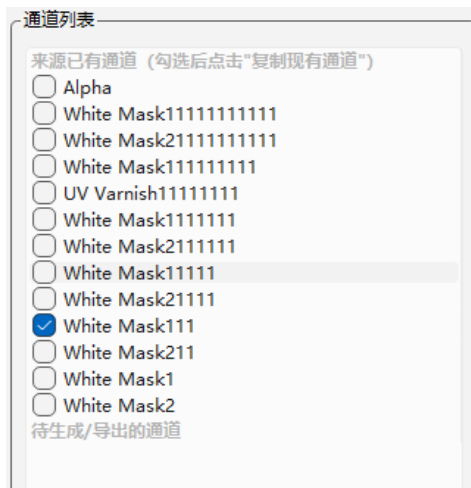 通道列表
来源已有通道（勾选后点击"复制现有通道"）
Alpha
White Mask11111111111
White Mask21111111111
White Mask111111111
UV Varnish11111111
White Mask1111111
White Mask2111111
White Mask11111
White Mask21111
White Mask111
White Mask211
White Mask1
White Mask2
待生成/导出的通道